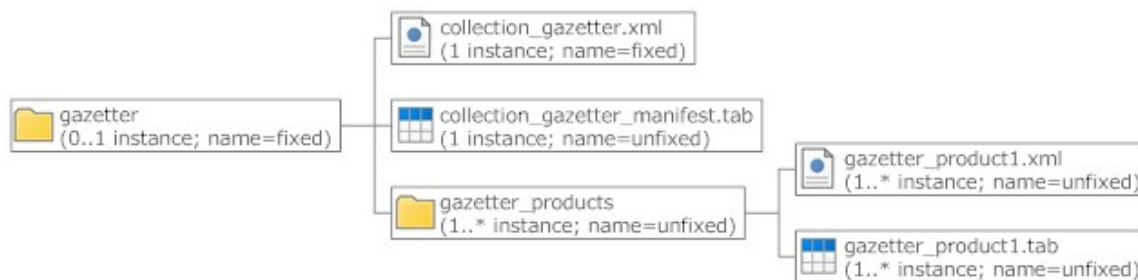 collection_gazetter.xml
(1 instance; name=fixed)
gazetter
(0..1 instance; name=fixed)
collection_gazetter_manifest.tab
(1 instance; name=unfixed)
gazetter_products
(1..* instance; name=unfixed)
gazetter_product1.xml
(1..* instance; name=unfixed)
gazetter_product1.tab
(1..* instance; name=unfixed)